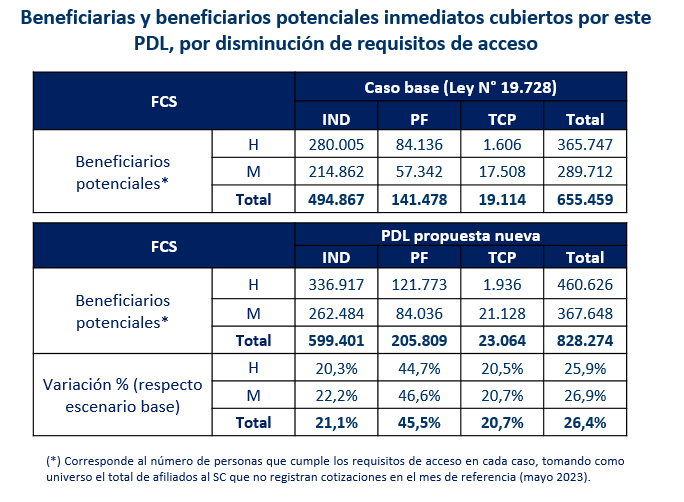 Beneficiarias y beneficiarios potenciales inmediatos cubiertos por este
PDL, por disminución de requisitos de acceso
FCS Caso base (Ley N° 19.728)
IND PF TCP Total
Beneficiarios potenciales* H 280.005 84.136 1.606 365.747
M 214.862 57.342 17.508 289.712
Total 494.867 141.478 19.114 655.459
FCS PDL propuesta nueva
IND PF TCP Total
Beneficiarios potenciales* H 336.917 121.773 1.936 460.626
M 262.484 84.036 21.128 367.648
Total 599.401 205.809 23.064 828.274
Variación % (respecto escenario base) H 20,3% 44,7% 20,5% 25,9%
M 22,2% 46,6% 20,7% 26,9%
Total 21,1% 45,5% 20,7% 26,4%
(*) Corresponde al número de personas que cumple los requisitos de acceso en cada caso, tomando como
universo el total de afiliados al SC que no registran cotizaciones en el mes de referencia (mayo 2023).